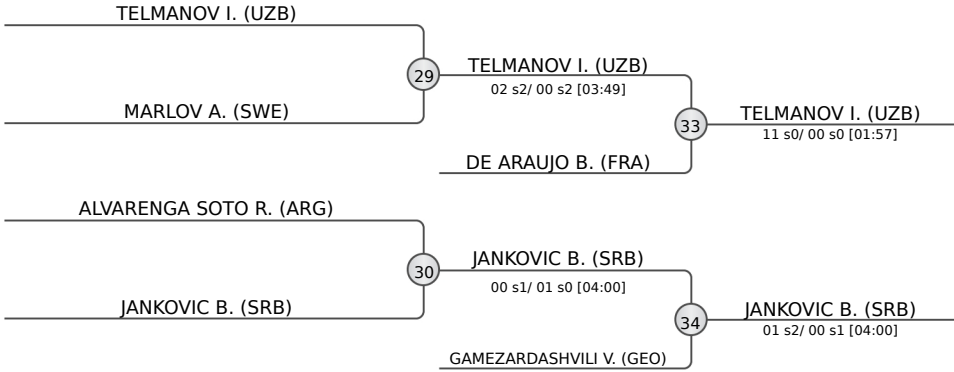 TELMANOV I. (UZB)
29
TELMANOV I. (UZB)
02 s2/ 00 s2 [03:49]
MARLOV A. (SWE)
33
TELMANOV I. (UZB)
11 s0/ 00 s0 [01:57]
DE ARAUJO B. (FRA)
ALVARENGA SOTO R. (ARG)
30
JANKOVIC B. (SRB)
00 s1/ 01 s0 [04:00]
JANKOVIC B. (SRB)
34
JANKOVIC B. (SRB)
01 s2/ 00 s1 [04:00]
GAMEZARDASHVILI V. (GEO)